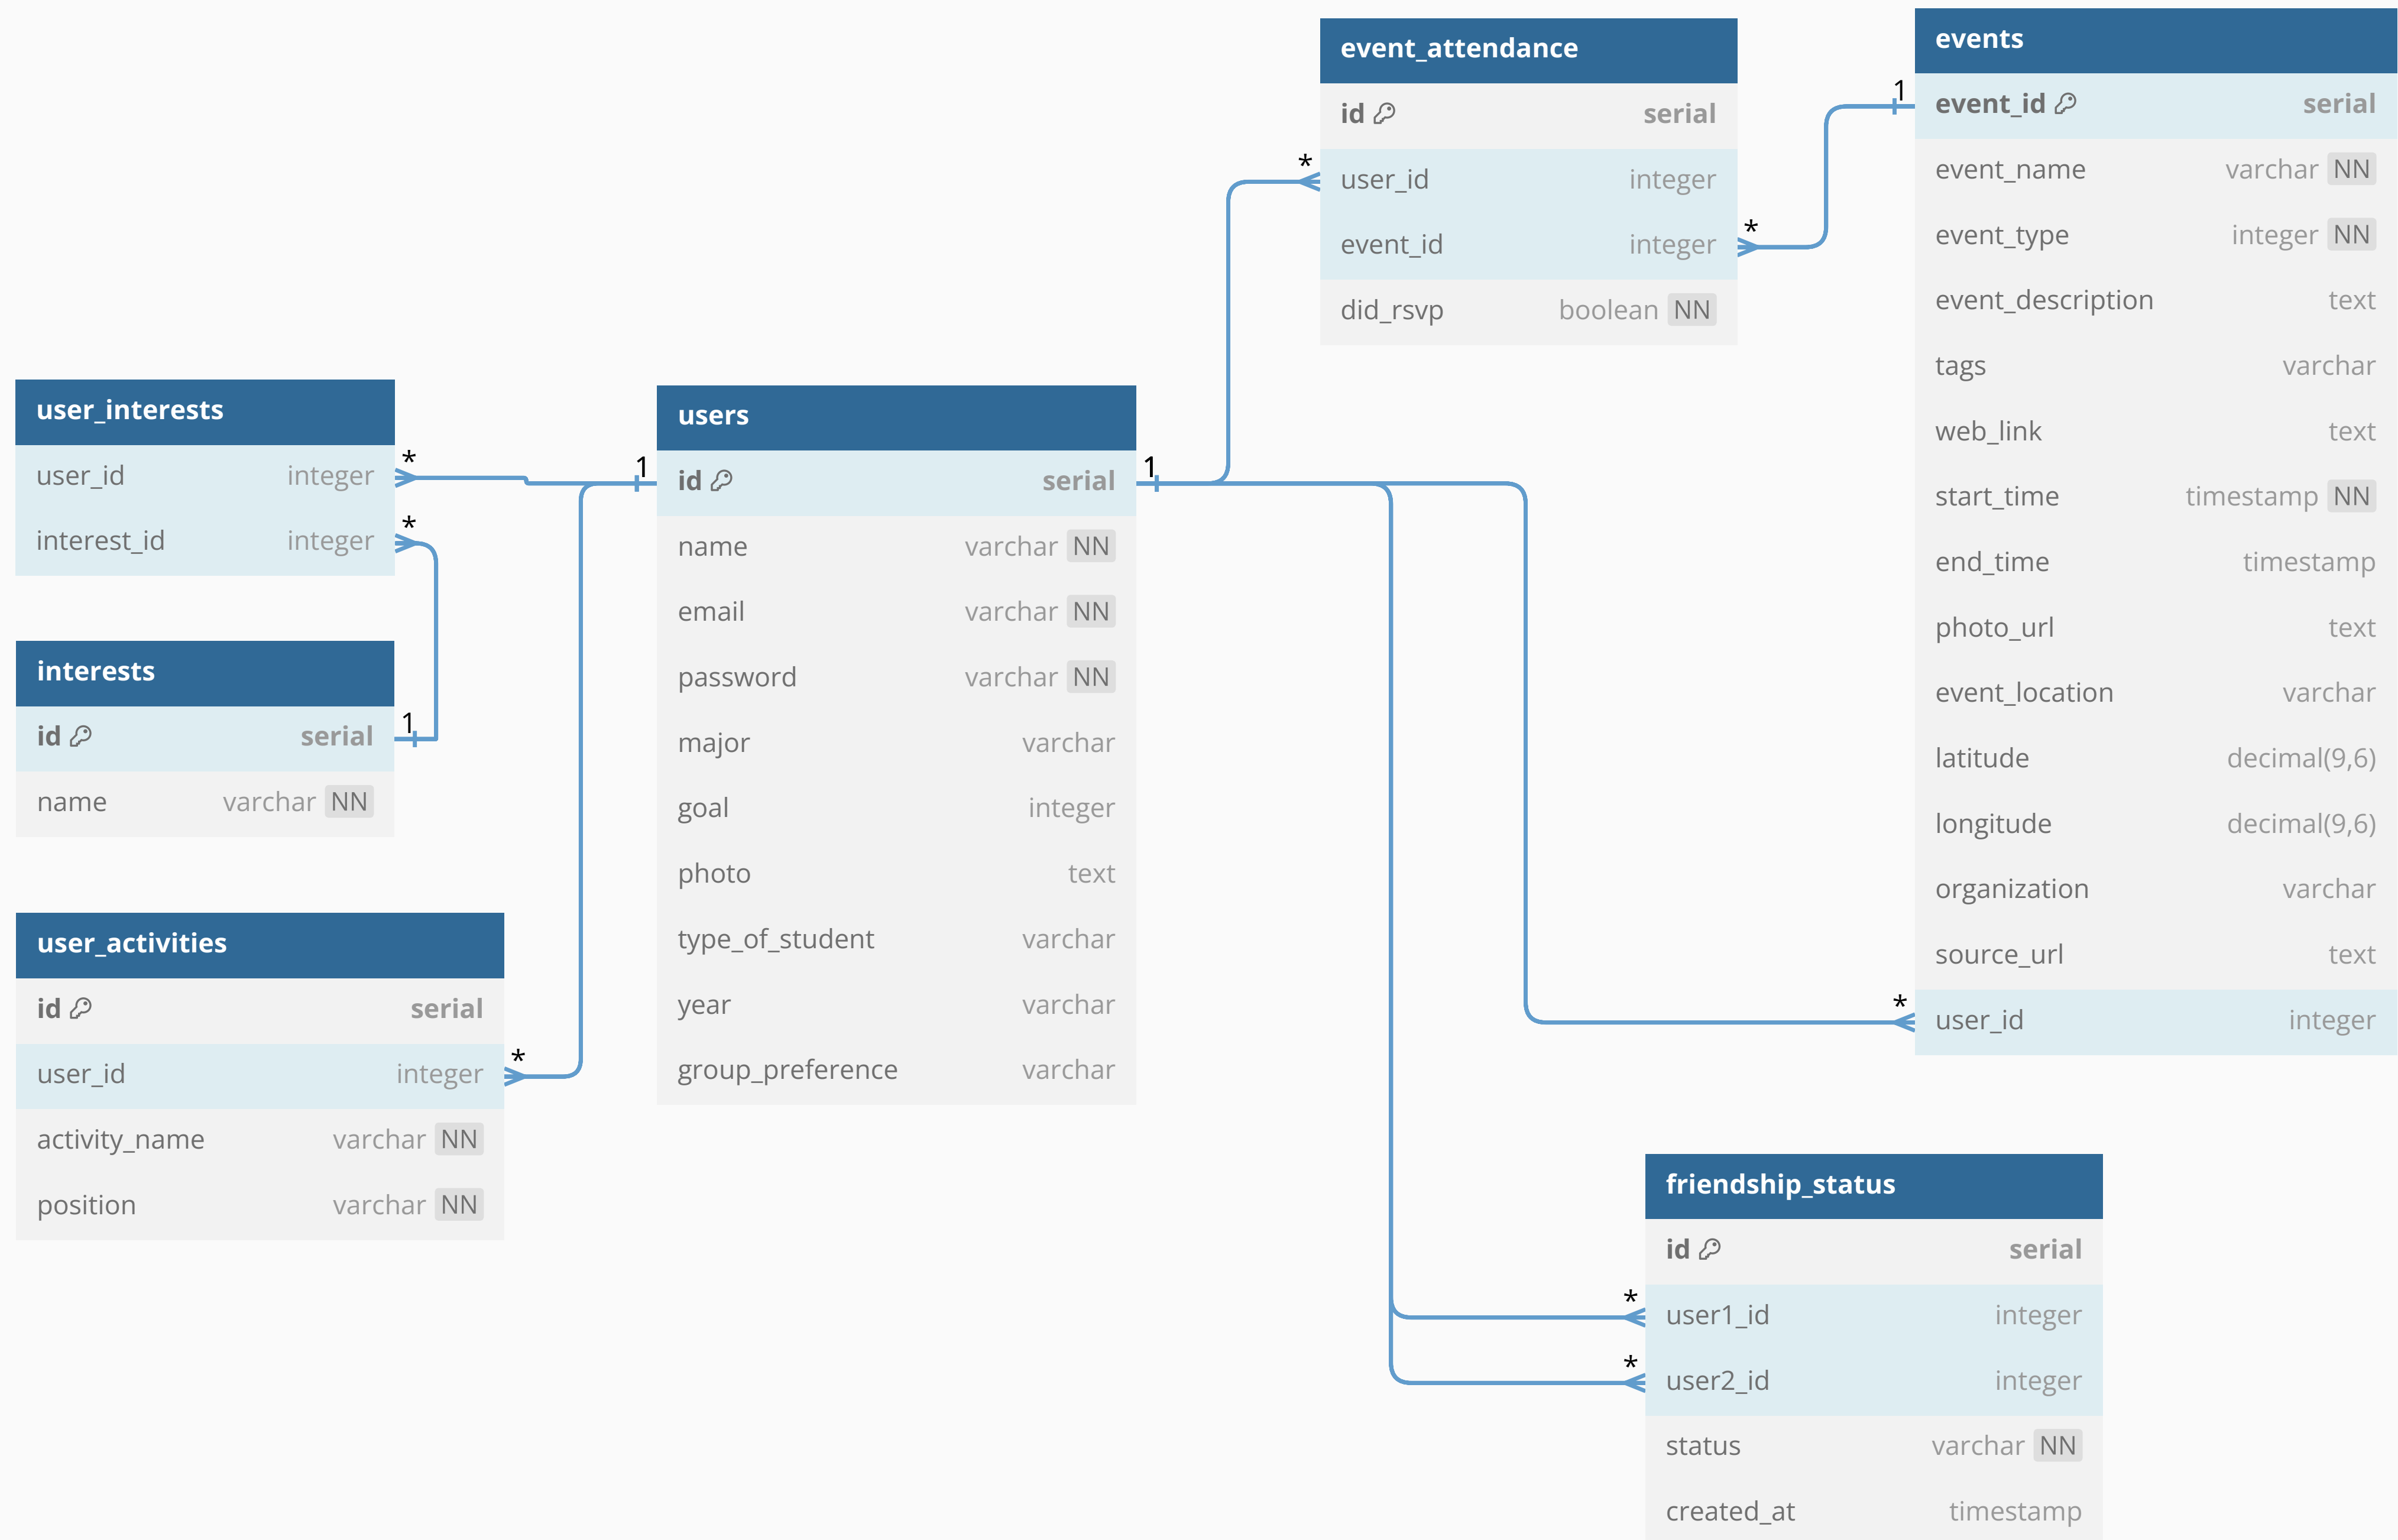 event_attendance
id serial
* user_id integer
event_id integer *
did_rsvp boolean NN
events
1 event_id serial
event_name varchar NN
event_type integer NN
event_description text
tags varchar
web_link text
start_time timestamp NN
end_time timestamp
photo_url text
event_location varchar
latitude decimal(9,6)
longitude decimal(9,6)
organization varchar
source_url text
* user_id integer
user_interests
user_id integer *
interest_id integer *
interests
id serial 1
name varchar NN
user_activities
id serial
user_id integer *
activity_name varchar NN
position varchar NN
users
1 id serial 1
name varchar NN
email varchar NN
password varchar NN
major varchar
goal integer
photo text
type_of_student varchar
year varchar
group_preference varchar
friendship_status
id serial
* user1_id integer
* user2_id integer
status varchar NN
created_at timestamp